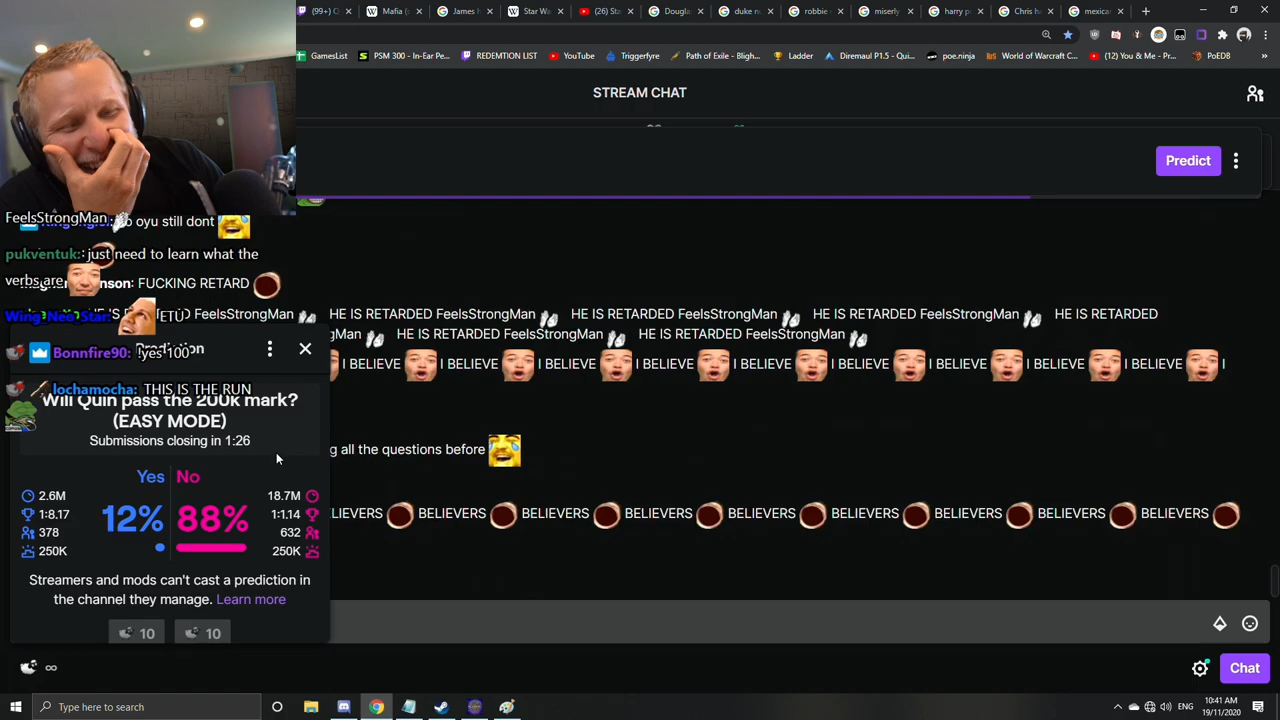 (99+)
Mafia (
James h
Star Wa
(26) Sta
Douglas
duke n
robbie
miserly
harry p
Chris ha
mexica
GamesList
PSM 300 - In-Ear Pe...
REDEMTION LIST
YouTube
Triggerfyre
Path of Exile - Bligh...
Ladder
Diremaul P1.5 - Qui...
poe.ninja
World of Warcraft C...
(12) You & Me - Pr...
PoEDB
STREAM CHAT
Predict
FeelsStrongMan
oyu still dont
pukventuk: just need to learn what the
verbs are
nson: FUCKING RETARD
HE IS RETARDED FeelsStrongMan HE IS RETARDED FeelsStrongMan HE IS RETARDED FeelsStrongMan HE IS RETARDED
HE IS RETARDED FeelsStrongMan HE IS RETARDED FeelsStrongMan
Wing_Neo_Star:
Bonnfire90: !yes 100
I BELIEVE I BELIEVE I BELIEVE I BELIEVE I BELIEVE I BELIEVE I BELIEVE I BELIEVE I BELIEVE I
lochamocha: THIS IS THE RUN
Will Quin pass the 200k mark?
(EASY MODE)
Submissions closing in 1:26
g all the questions before
Yes No
2.6M 18.7M
1:8.17 1:1.14
12% 88%
378 632
250K 250K
LIEVERS BELIEVERS BELIEVERS BELIEVERS BELIEVERS BELIEVERS BELIEVERS BELIEVERS BELIEVERS
Streamers and mods can't cast a prediction in
the channel they manage. Learn more
10 10
∞
Chat
Type here to search
ENG
10:41 AM
19/11/2020